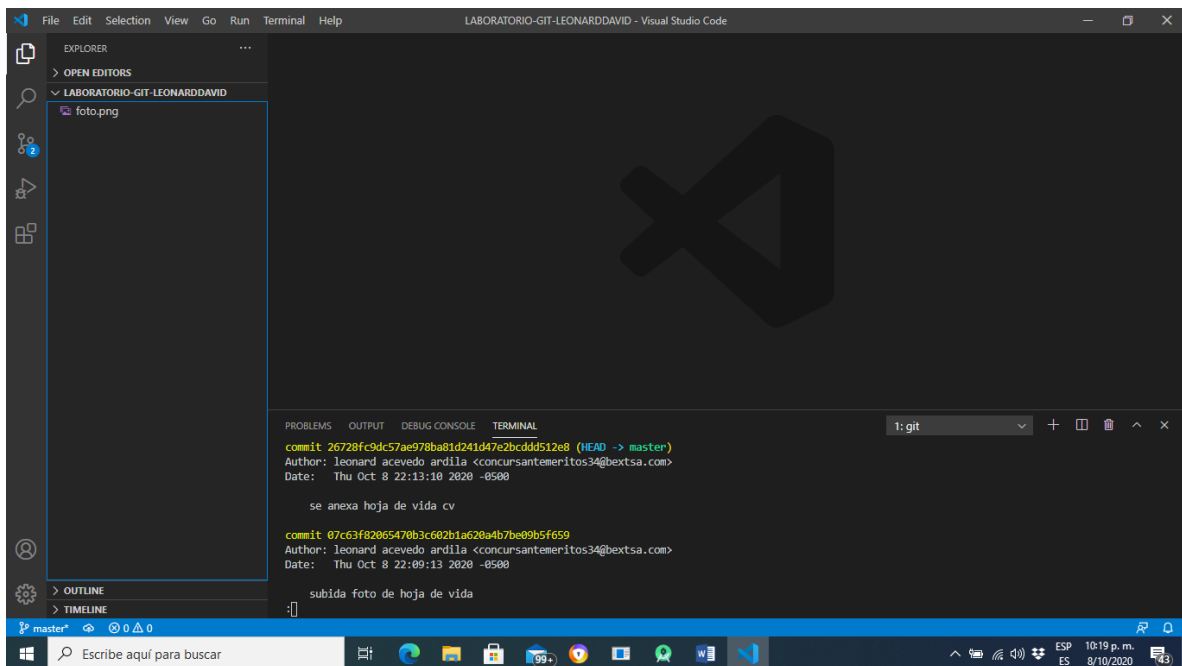 File Edit Selection View Go Run Terminal Help
LABORATORIO-GIT-LEONARDDAVID - Visual Studio Code
EXPLORER
OPEN EDITORS
LABORATORIO-GIT-LEONARDDAVID
foto.png
2
PROBLEMS OUTPUT DEBUG CONSOLE TERMINAL
1: git
commit 26728fc9dc57ae978ba81d241d47e2bcddd512e8 (HEAD -> master)
Author: leonard acevedo ardila <concursantemeritos34@bextsa.com>
Date: Thu Oct 8 22:13:10 2020 -0500
se anexa hoja de vida cv
commit 07c63f82065470b3c602b1a620a4b7be09b5f659
Author: leonard acevedo ardila <concursantemeritos34@bextsa.com>
Date: Thu Oct 8 22:09:13 2020 -0500
subida foto de hoja de vida
:
OUTLINE
TIMELINE
master* 0 0
Escribe aquí para buscar
99+
ESP
ES
10:19 p. m.
8/10/2020
43